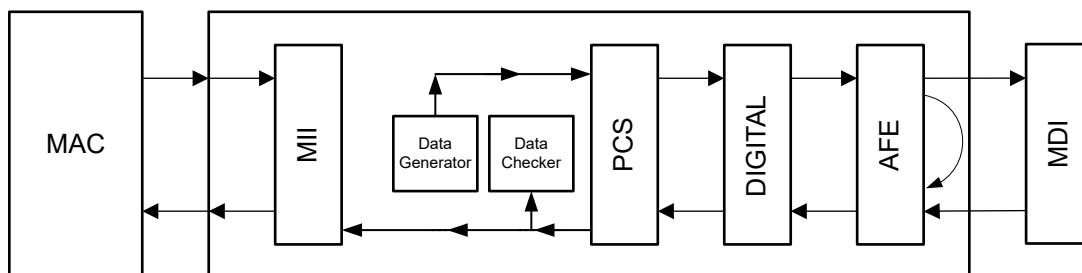 MAC
MII
Data
Generator
Data
Checker
PCS
DIGITAL
AFE
MDI